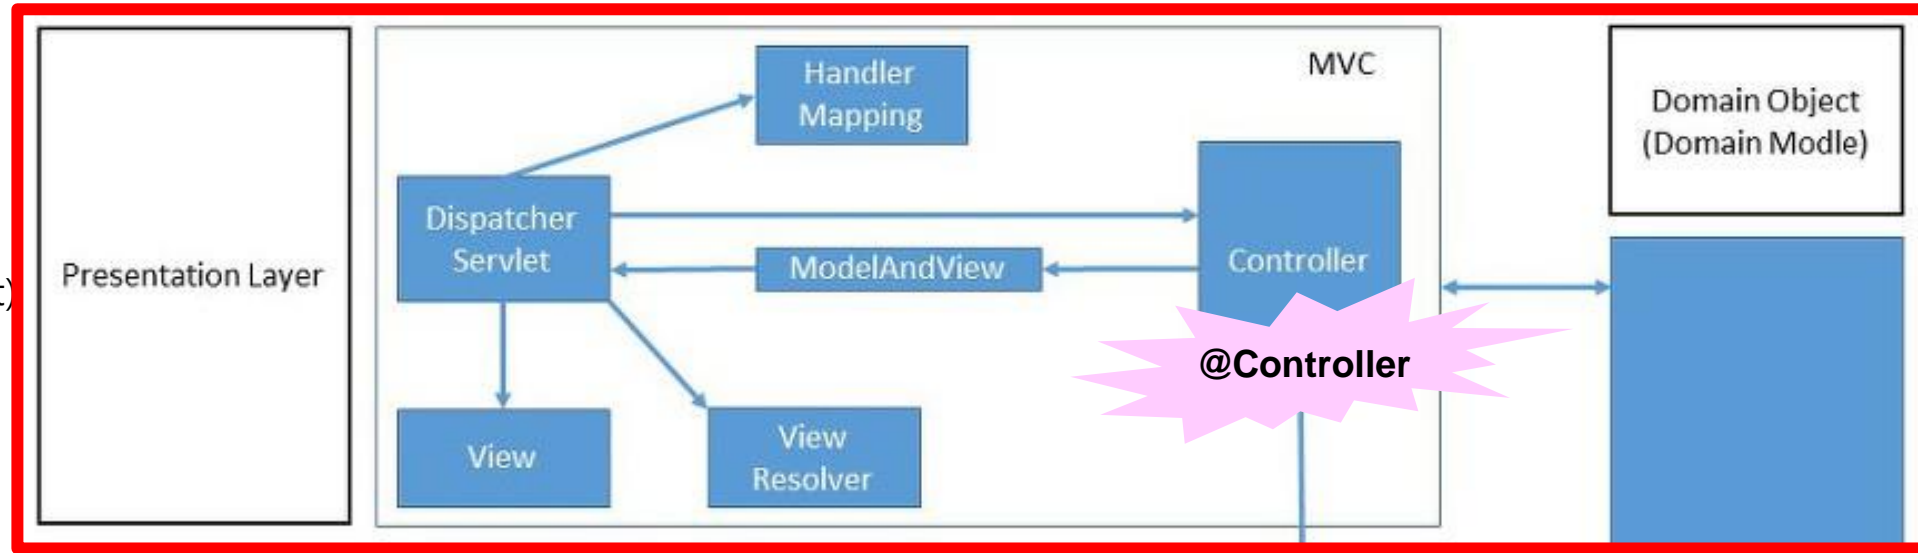 t)
Presentation Layer
MVC
Handler
Mapping
Dispatcher
Servlet
ModelAndView
Controller
@Controller
View
View
Resolver
Domain Object
(Domain Modle)